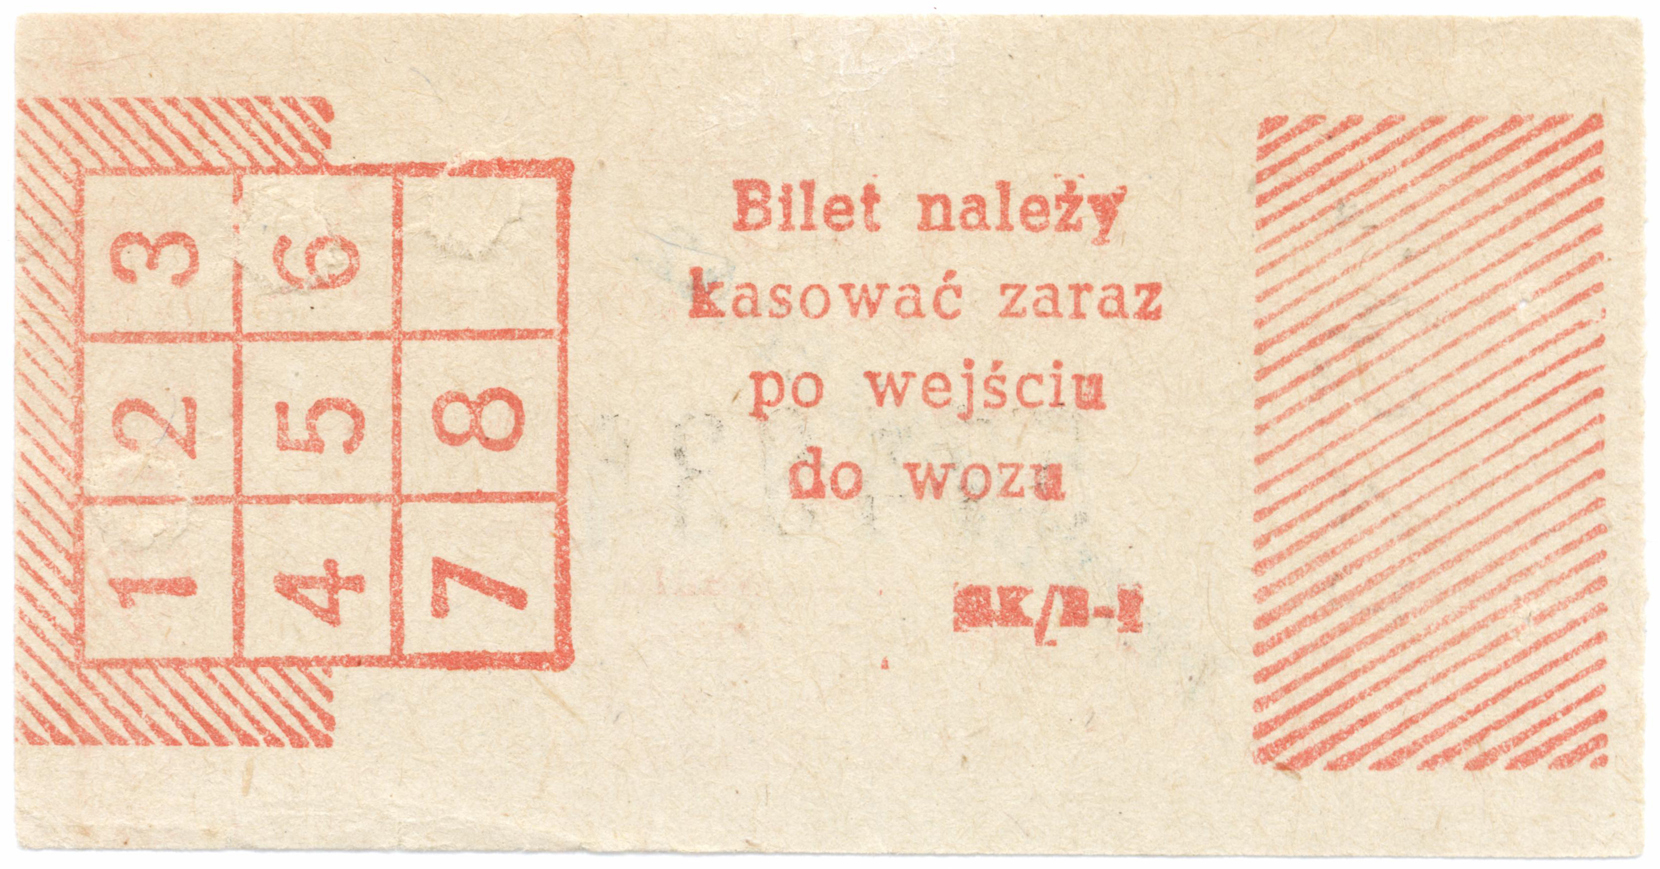 3 6
2 5 8
1 4 7
Bilet należy
kasować zaraz
po wejściu
do wozu